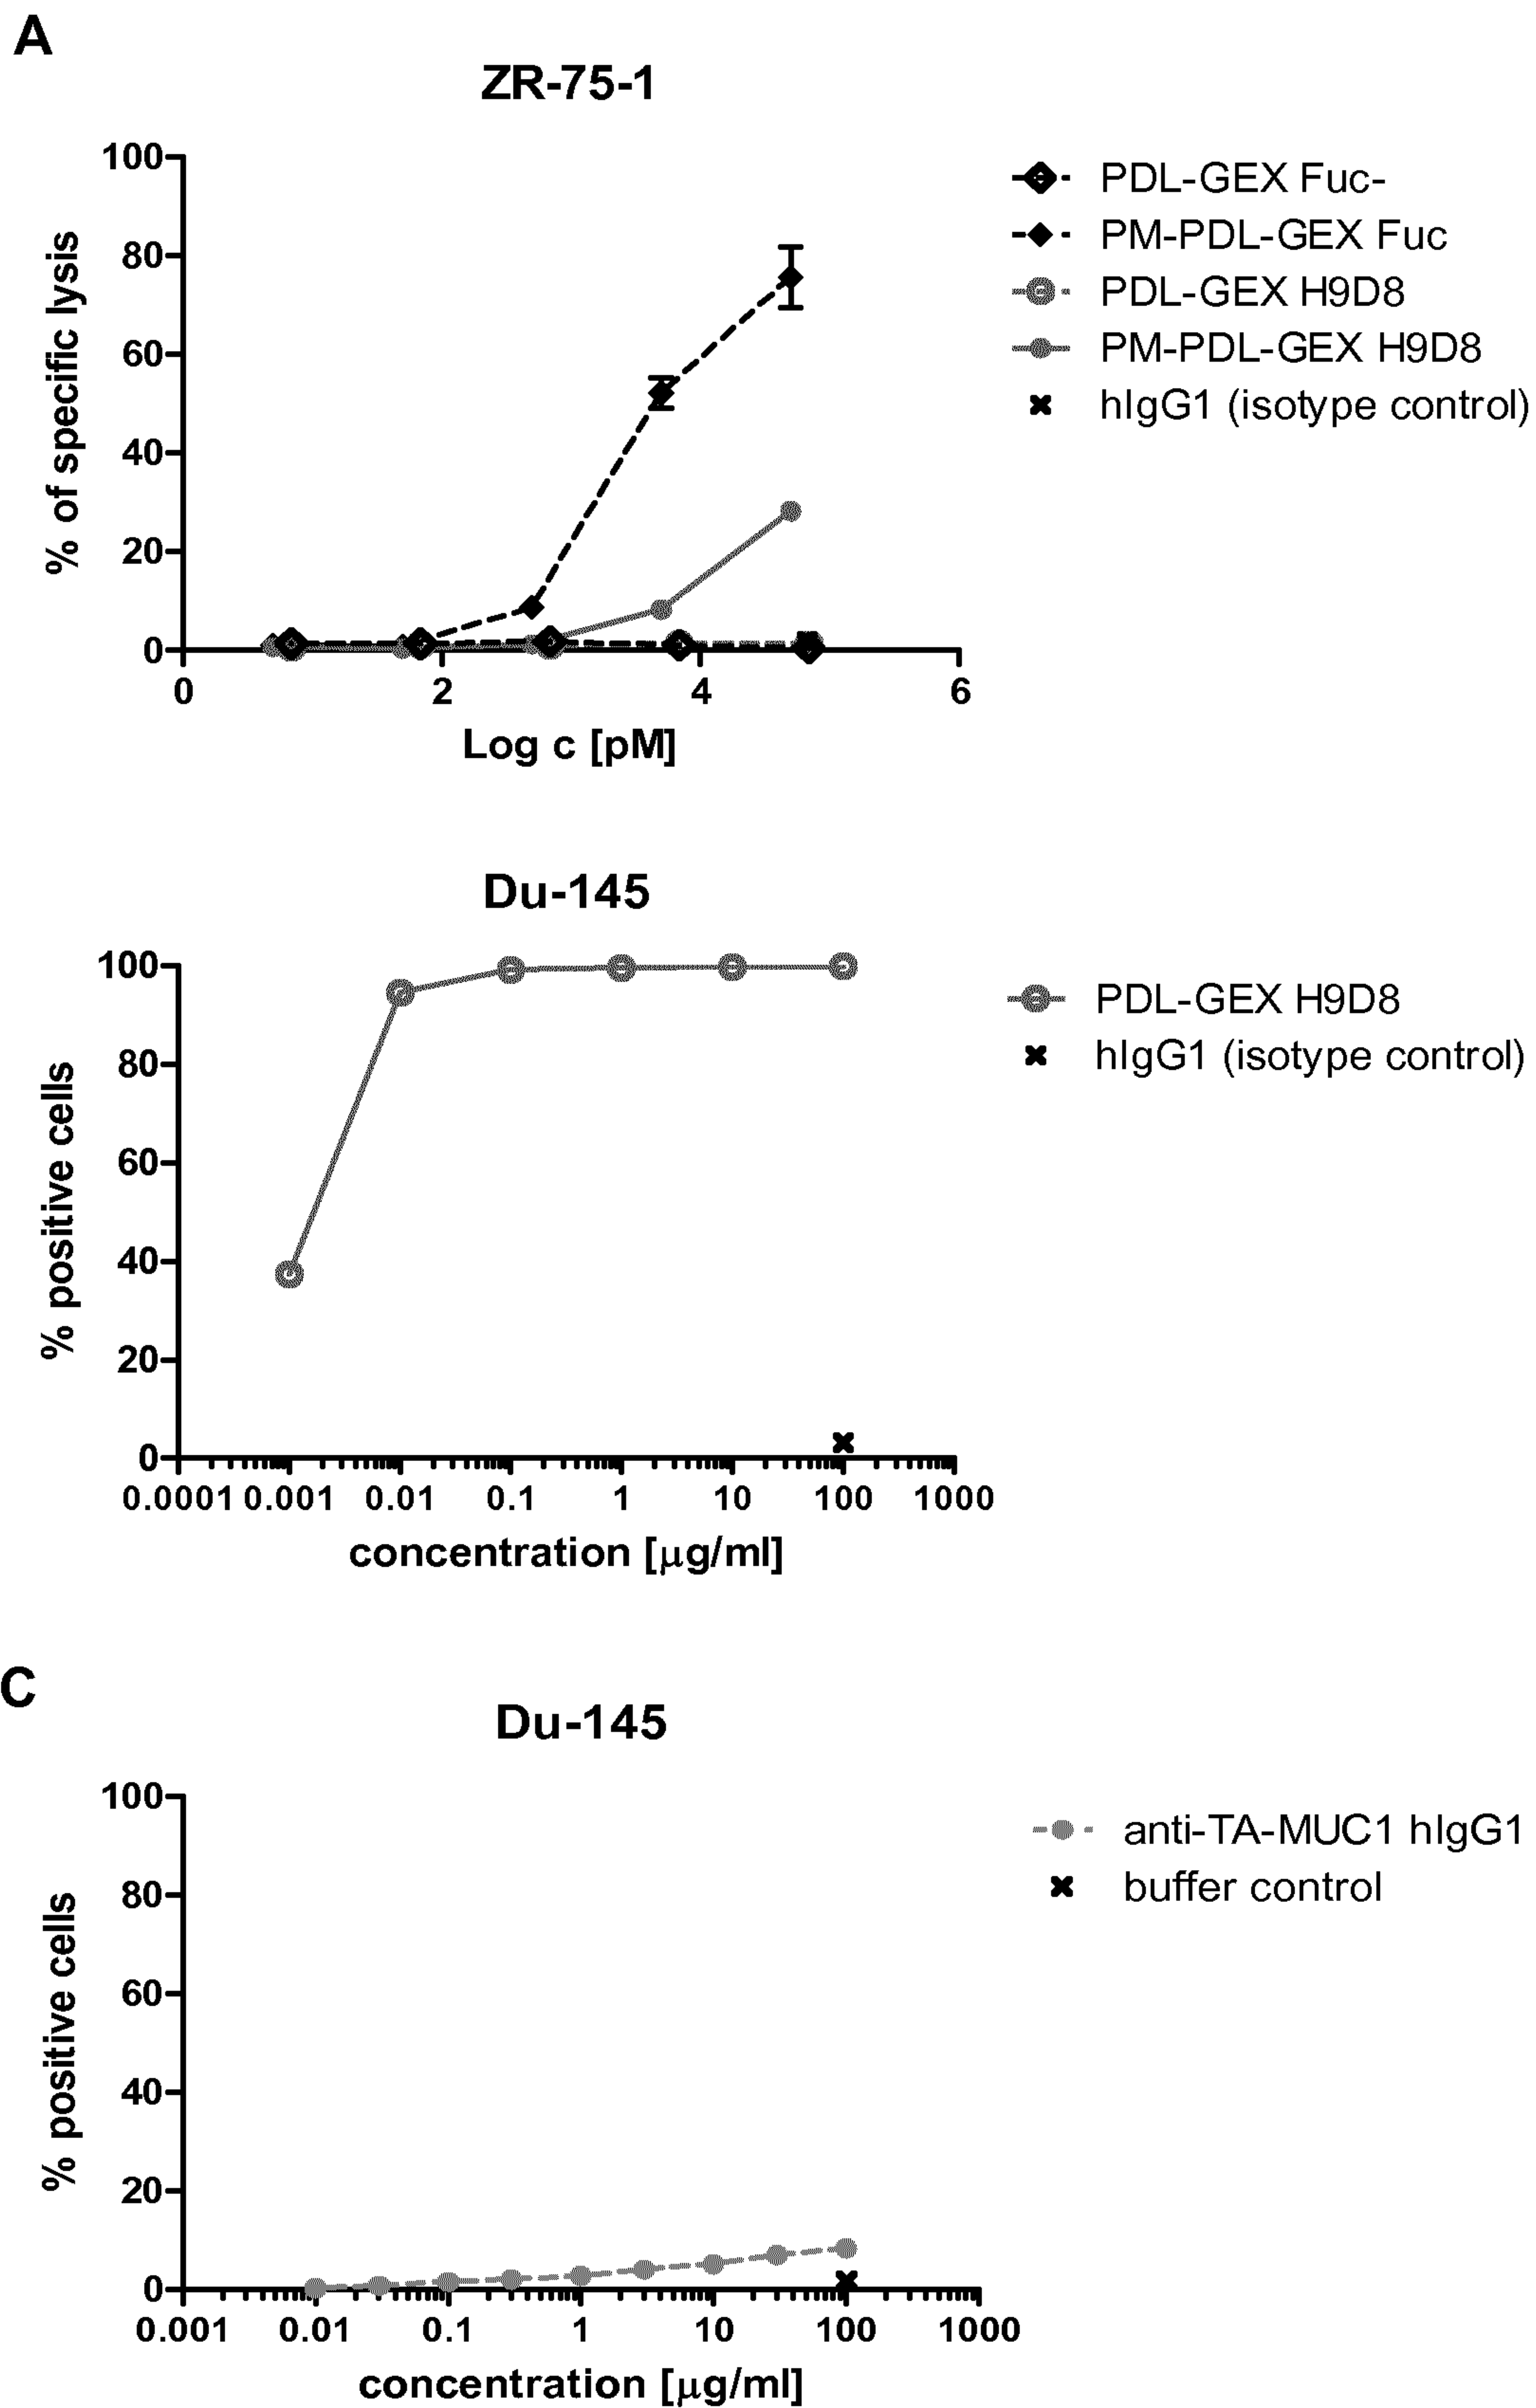 A
ZR-75-1
100
80
60
40
20
0
% of specific lysis
0 2 4 6
Log c [pM]
PDL-GEX Fuc-
PM-PDL-GEX Fuc
PDL-GEX H9D8
PM-PDL-GEX H9D8
hIgG1 (isotype control)
Du-145
100
80
60
40
20
0
% positive cells
0.0001 0.001 0.01 0.1 1 10 100 1000
concentration [µg/ml]
PDL-GEX H9D8
hIgG1 (isotype control)
C
Du-145
100
80
60
40
20
0
% positive cells
0.001 0.01 0.1 1 10 100 1000
concentration [µg/ml]
anti-TA-MUC1 hIgG1
buffer control